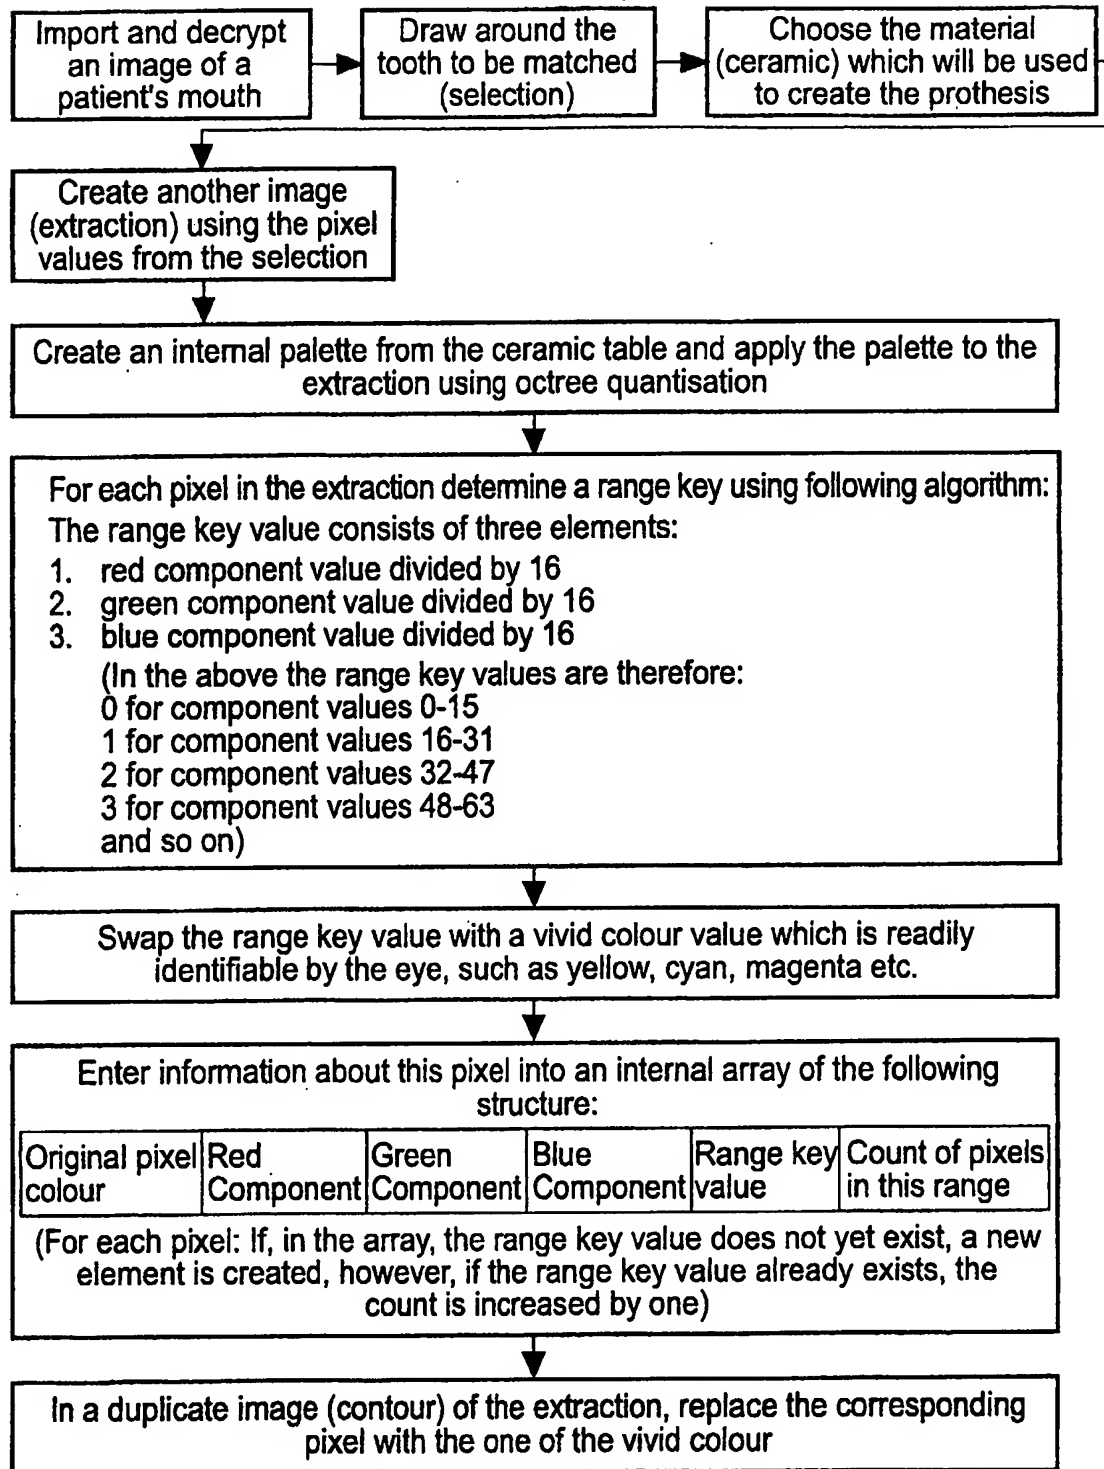 Import and decrypt
an image of a
patient's mouth
Draw around the
tooth to be matched
(selection)
Choose the material
(ceramic) which will be used
to create the prothesis
Create another image
(extraction) using the pixel
values from the selection
Create an internal palette from the ceramic table and apply the palette to the
extraction using octree quantisation
For each pixel in the extraction determine a range key using following algorithm:
The range key value consists of three elements:
1. red component value divided by 16
2. green component value divided by 16
3. blue component value divided by 16
(In the above the range key values are therefore:
0 for component values 0-15
1 for component values 16-31
2 for component values 32-47
3 for component values 48-63
and so on)
Swap the range key value with a vivid colour value which is readily
identifiable by the eye, such as yellow, cyan, magenta etc.
Enter information about this pixel into an internal array of the following
structure:
Original pixel
colour
Red
Component
Green
Component
Blue
Component
Range key
value
Count of pixels
in this range
(For each pixel: If, in the array, the range key value does not yet exist, a new
element is created, however, if the range key value already exists, the
count is increased by one)
In a duplicate image (contour) of the extraction, replace the corresponding
pixel with the one of the vivid colour